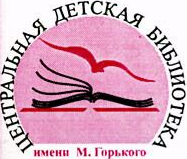 ЦЕНТРАЛЬНАЯ ДЕТСКАЯ БИБЛИОТЕКА
имени М. Горького